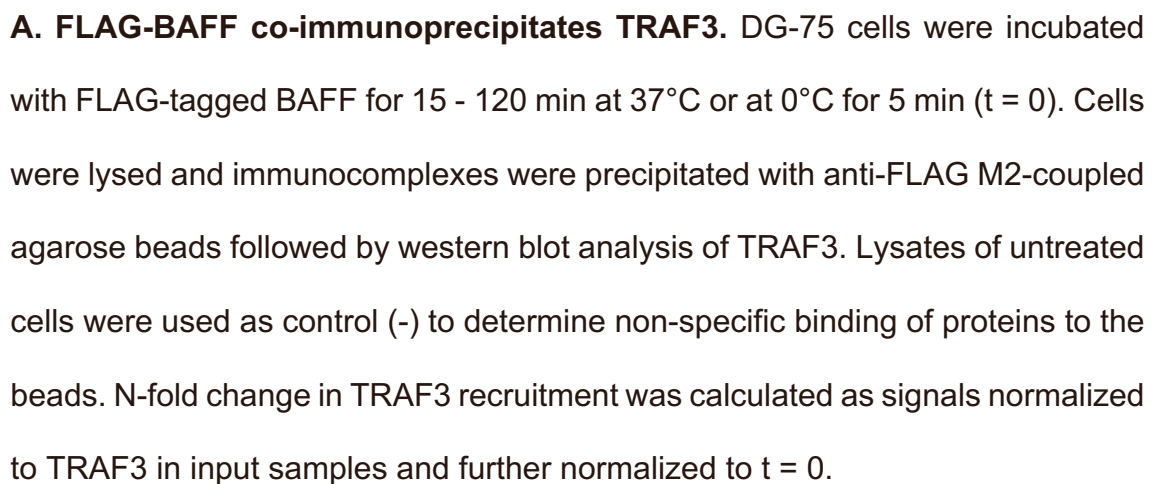 A. FLAG-BAFF co-immunoprecipitates TRAF3. DG-75 cells were incubated
with FLAG-tagged BAFF for 15 - 120 min at 37°C or at 0°C for 5 min (t = 0). Cells
were lysed and immunocomplexes were precipitated with anti-FLAG M2-coupled
agarose beads followed by western blot analysis of TRAF3. Lysates of untreated
cells were used as control (-) to determine non-specific binding of proteins to the
beads. N-fold change in TRAF3 recruitment was calculated as signals normalized
to TRAF3 in input samples and further normalized to t = 0.